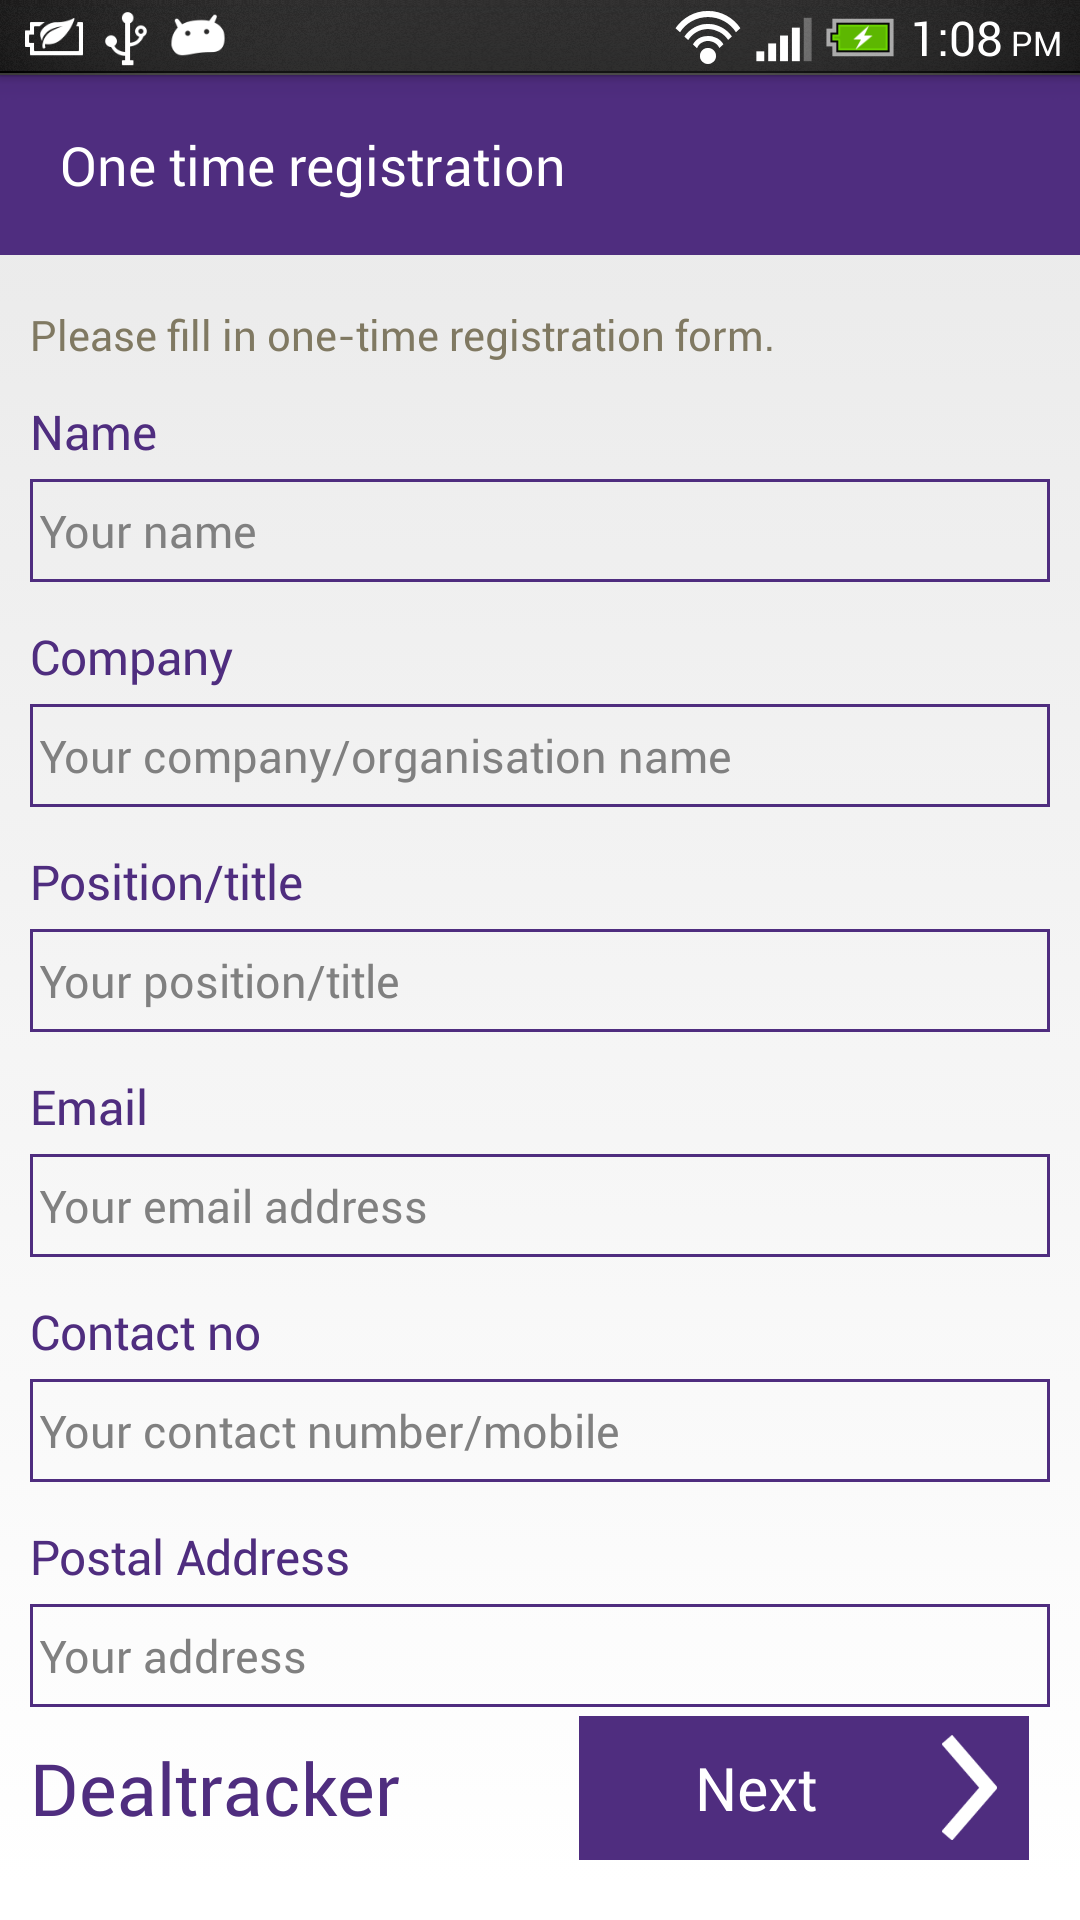 1:08 PM
One time registration
Please fill in one-time registration form.
Name
Your name
Company
Your company/organisation name
Position/title
Your position/title
Email
Your email address
Contact no
Your contact number/mobile
Postal Address
Your address
Dealtracker
Next